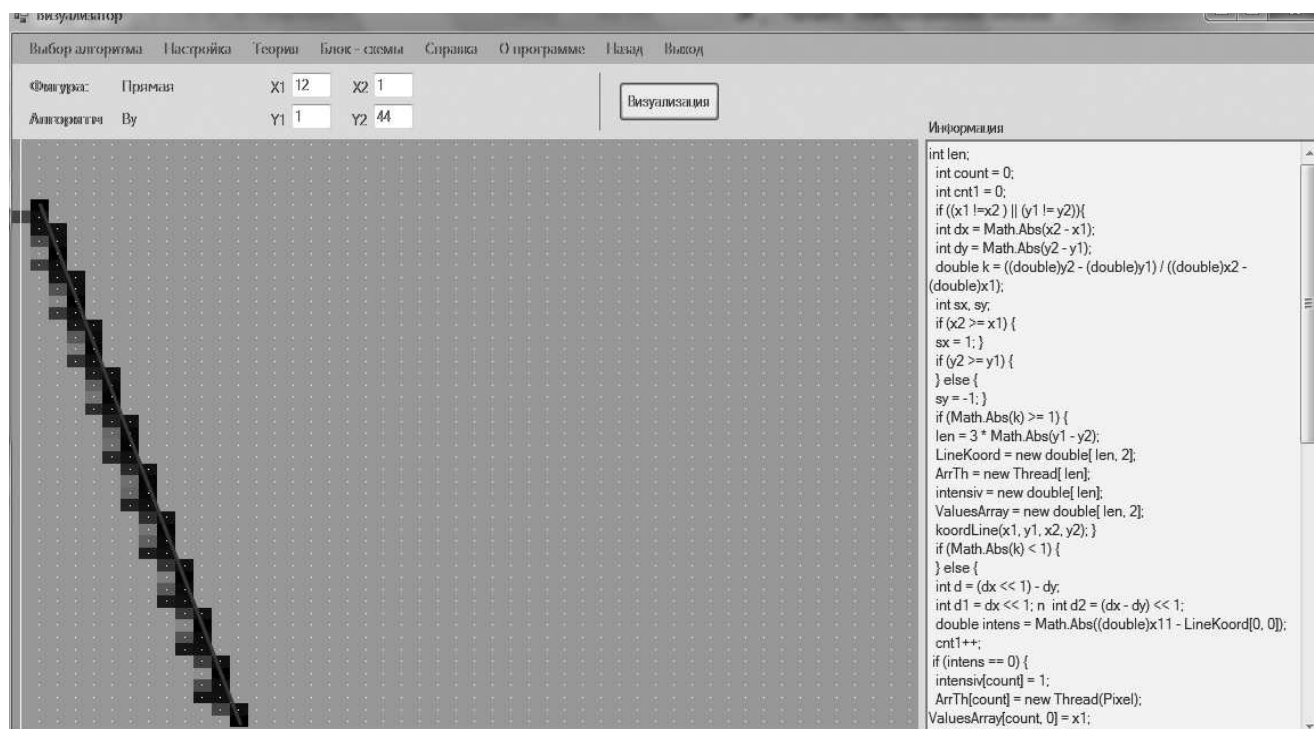 Визуализатор
Выбор алгоритма Настройка Теория Блок - схемы Справка О программе Назад Выход
Фигура: Прямая X1 12 X2 1
Алгоритм Ву Y1 1 Y2 44
Визуализация
Информация
int len;
int count = 0;
int cnt1 = 0;
if ((x1 !=x2 ) || (y1 != y2)){
int dx = Math.Abs(x2 - x1);
int dy = Math.Abs(y2 - y1);
double k = ((double)y2 - (double)y1) / ((double)x2 -
(double)x1);
int sx, sy;
if (x2 >= x1) {
sx = 1; }
if (y2 >= y1) {
} else {
sy = -1; }
if (Math.Abs(k) >= 1) {
len = 3 * Math.Abs(y1 - y2);
LineKoord = new double[ len, 2];
ArrTh = new Thread[ len];
intensiv = new double[ len];
ValuesArray = new double[ len, 2];
koordLine(x1, y1, x2, y2); }
if (Math.Abs(k) < 1) {
} else {
int d = (dx << 1) - dy;
int d1 = dx << 1; n int d2 = (dx - dy) << 1;
double intens = Math.Abs((double)x11 - LineKoord[0, 0]);
cnt1++;
if (intens == 0) {
intensiv[count] = 1;
ArrTh[count] = new Thread(Pixel);
ValuesArray[count, 0] = x1;